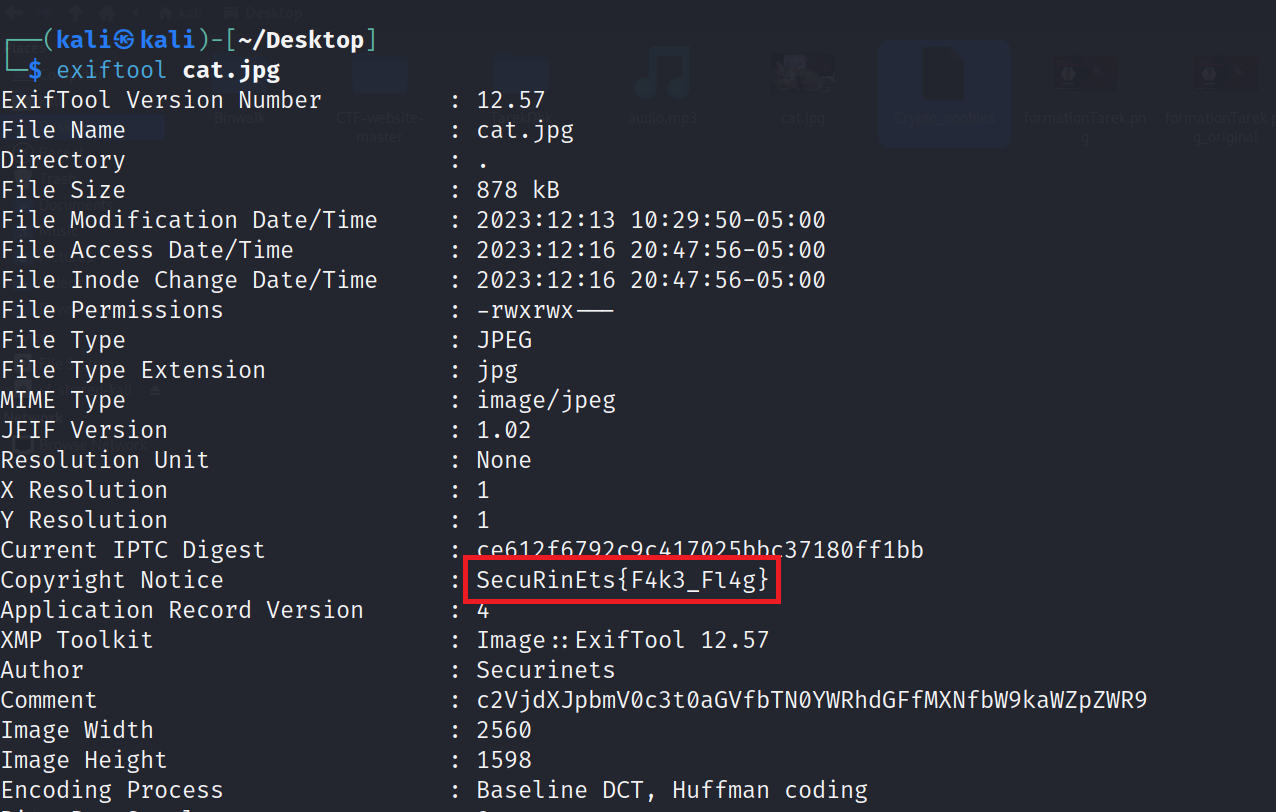 (kali㉿kali)-[~/Desktop]
$ exiftool cat.jpg
ExifTool Version Number : 12.57
File Name : cat.jpg
Directory : .
File Size : 878 kB
File Modification Date/Time : 2023:12:13 10:29:50-05:00
File Access Date/Time : 2023:12:16 20:47:56-05:00
File Inode Change Date/Time : 2023:12:16 20:47:56-05:00
File Permissions : -rwxrwx---
File Type : JPEG
File Type Extension : jpg
MIME Type : image/jpeg
JFIF Version : 1.02
Resolution Unit : None
X Resolution : 1
Y Resolution : 1
Current IPTC Digest : ce612f6792c9c417025bbc37180ff1bb
Copyright Notice : SecuRinEts{F4k3_Fl4g}
Application Record Version : 4
XMP Toolkit : Image::ExifTool 12.57
Author : Securinets
Comment : c2VjdXJpbmV0c3t0aGVfbTN0YWRhdGFfMXNfbW9kaWZpZWR9
Image Width : 2560
Image Height : 1598
Encoding Process : Baseline DCT, Huffman coding